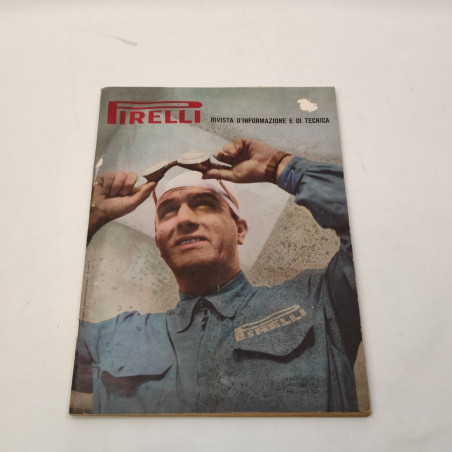 PIRELLI
RIVISTA D'INFORMAZIONE E DI TECNICA
PIRELLI